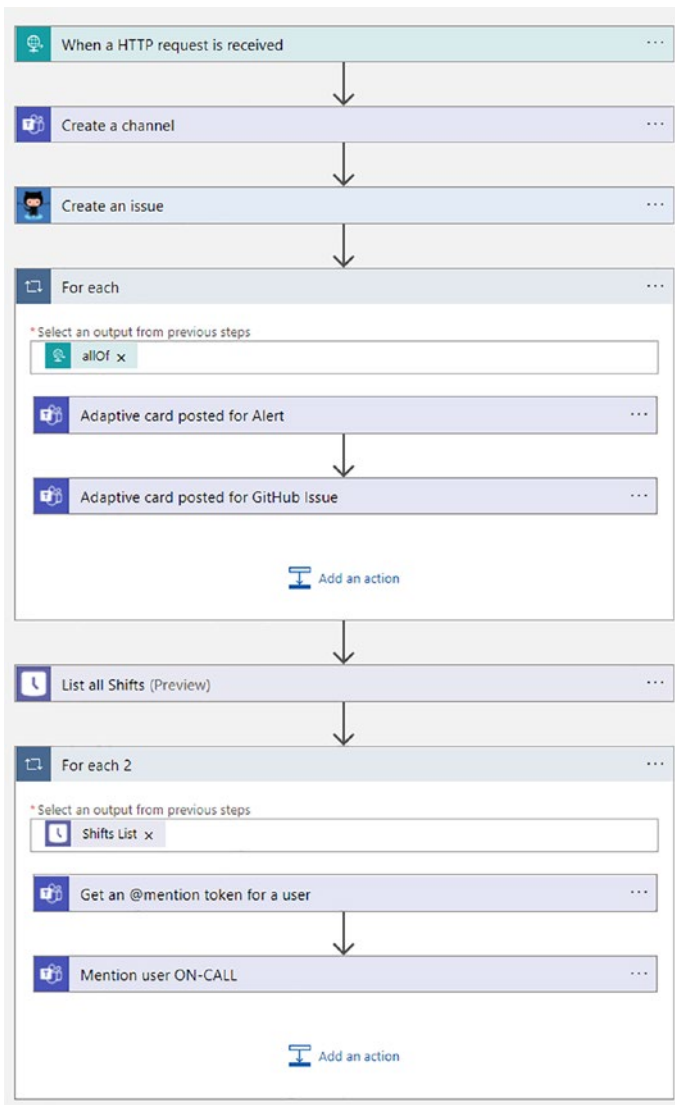 When a HTTP request is received
Create a channel
Create an issue
For each
* Select an output from previous steps
allOf x
Adaptive card posted for Alert
Adaptive card posted for GitHub Issue
Add an action
List all Shifts (Preview)
For each 2
* Select an output from previous steps
Shifts List x
Get an @mention token for a user
Mention user ON-CALL
Add an action